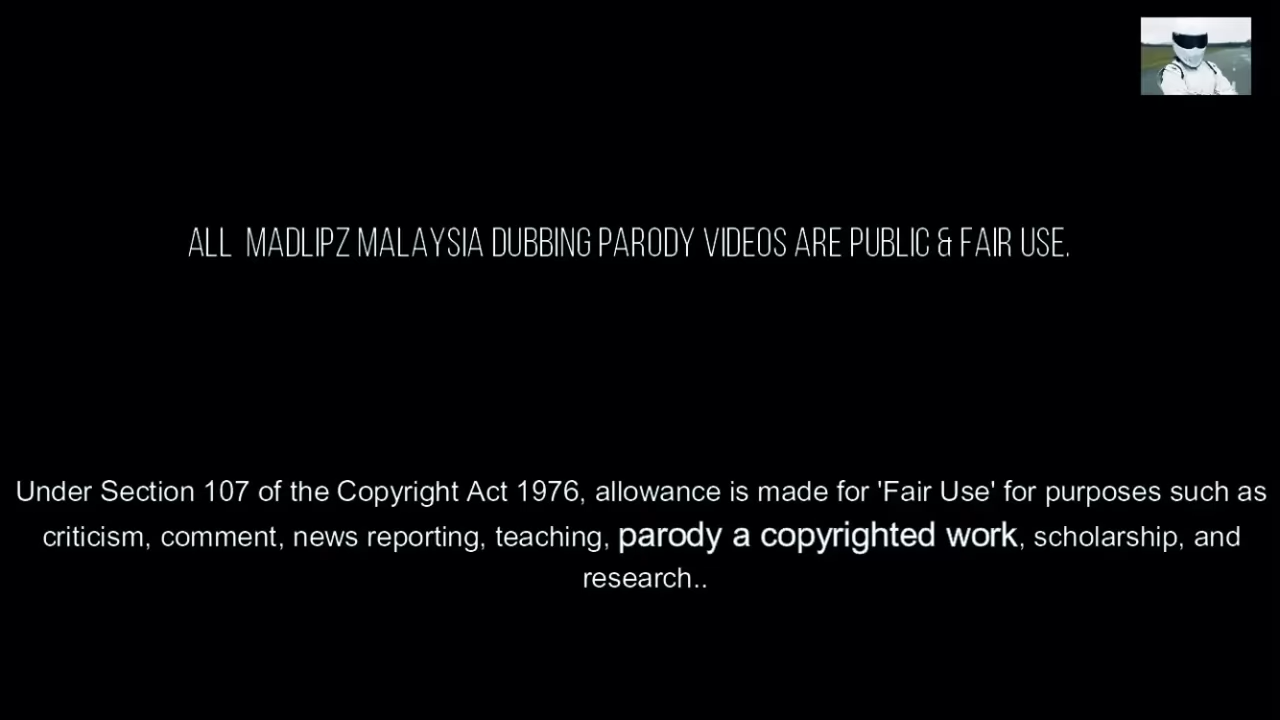 ALL MADLIPZ MALAYSIA DUBBING PARODY VIDEOS ARE PUBLIC & FAIR USE.
Under Section 107 of the Copyright Act 1976, allowance is made for 'Fair Use' for purposes such as
criticism, comment, news reporting, teaching, parody a copyrighted work, scholarship, and
research..